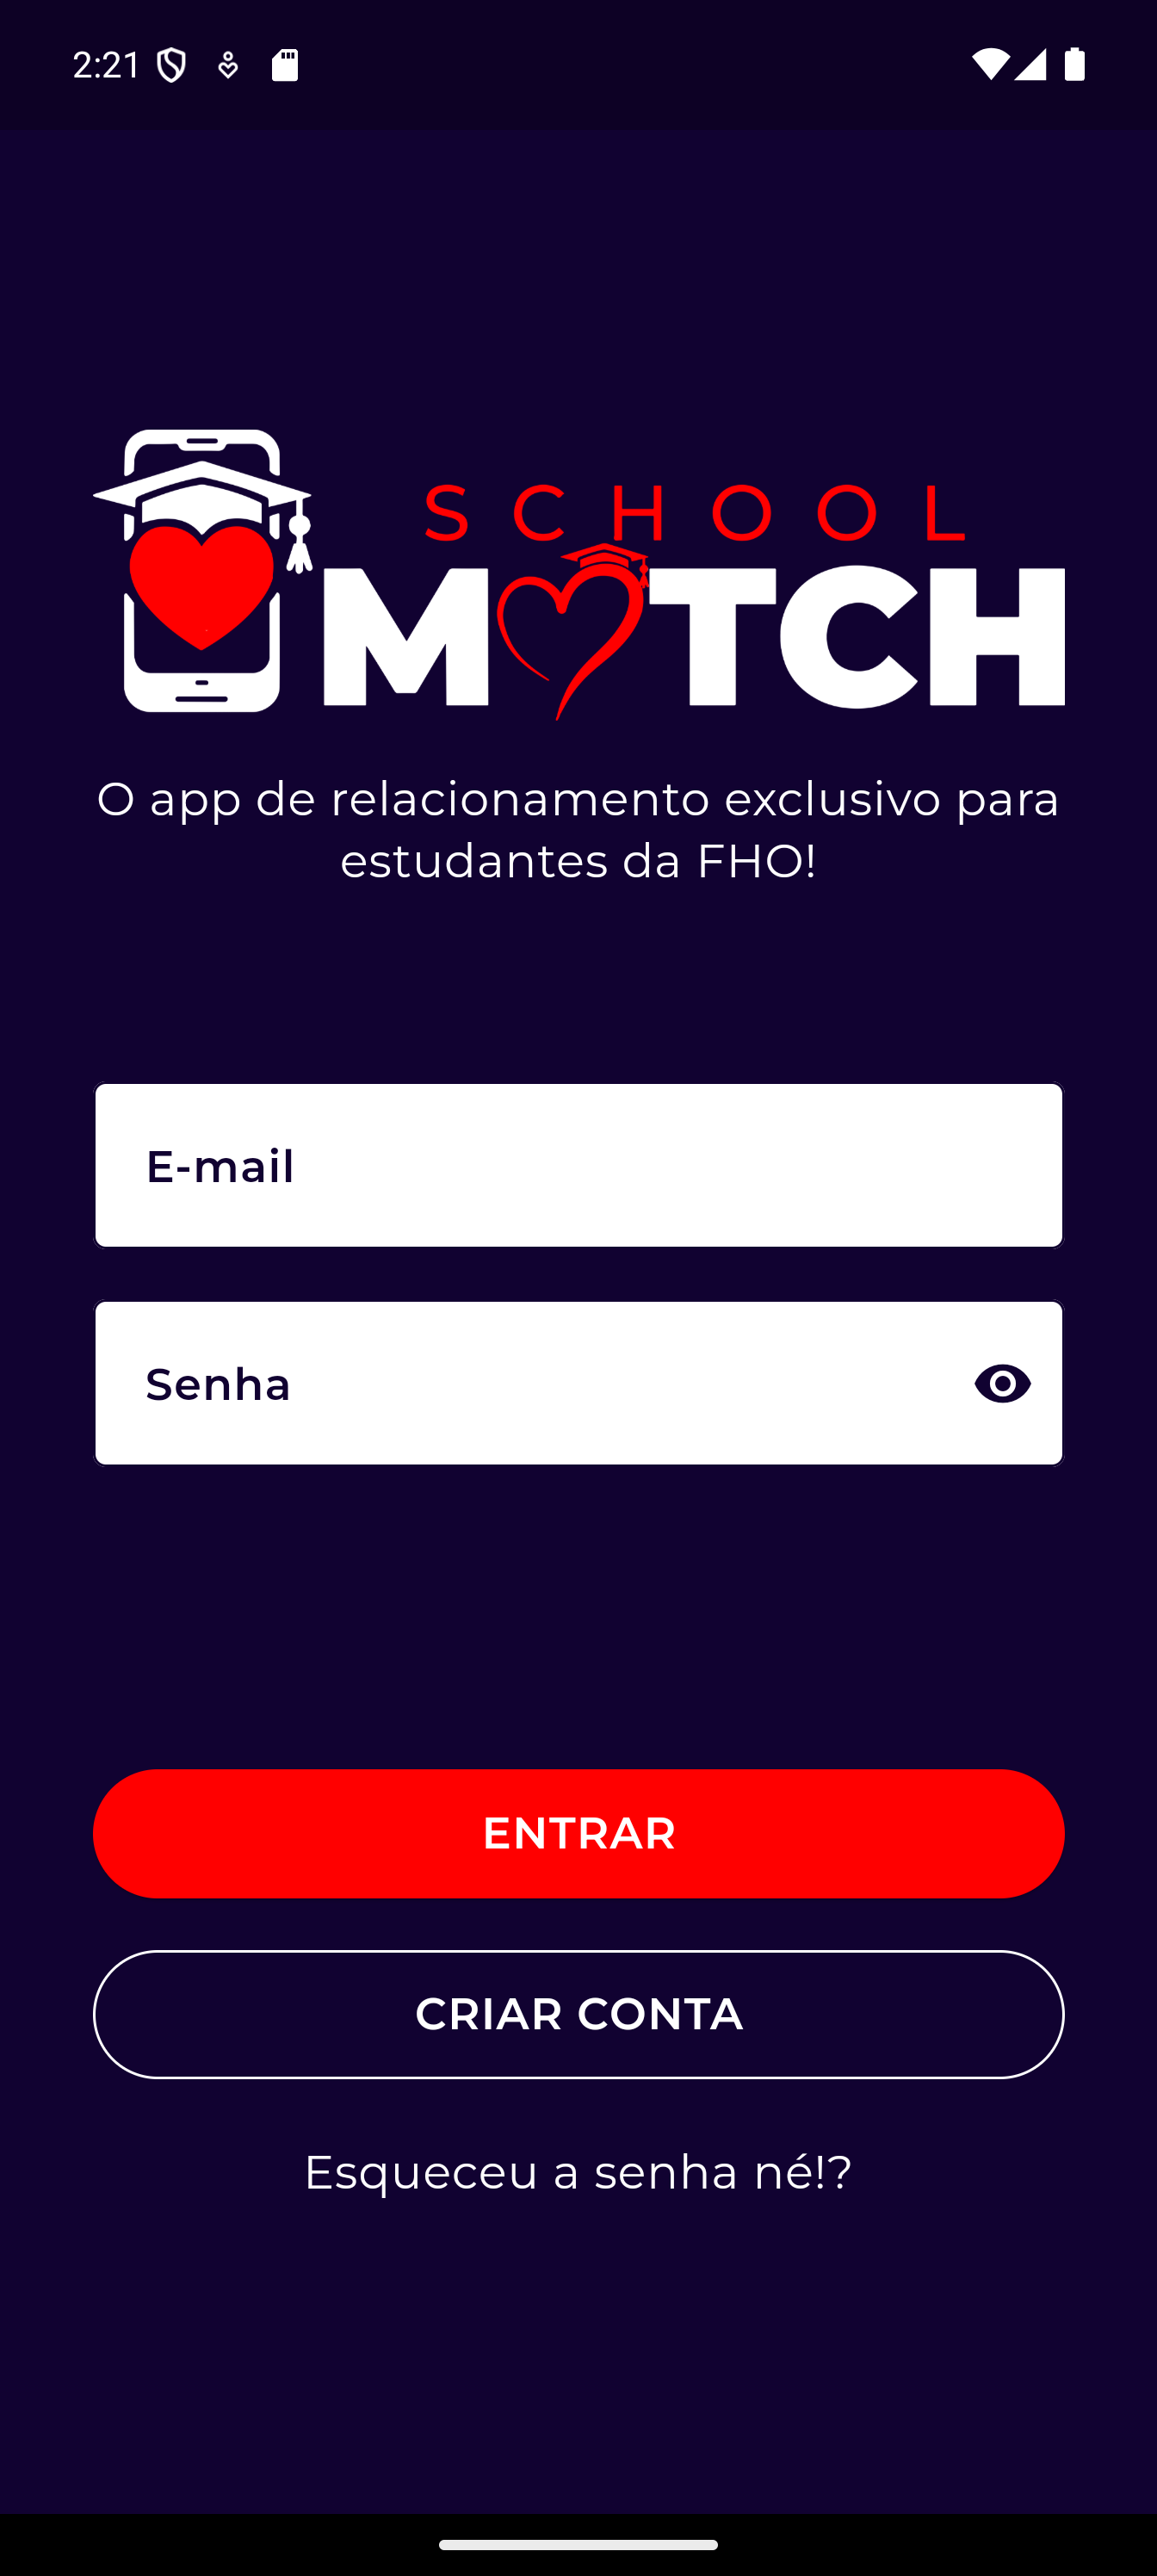 2:21
SCHOOL
MTCH
O app de relacionamento exclusivo para
estudantes da FHO!
E-mail
Senha
ENTRAR
CRIAR CONTA
Esqueceu a senha né!?